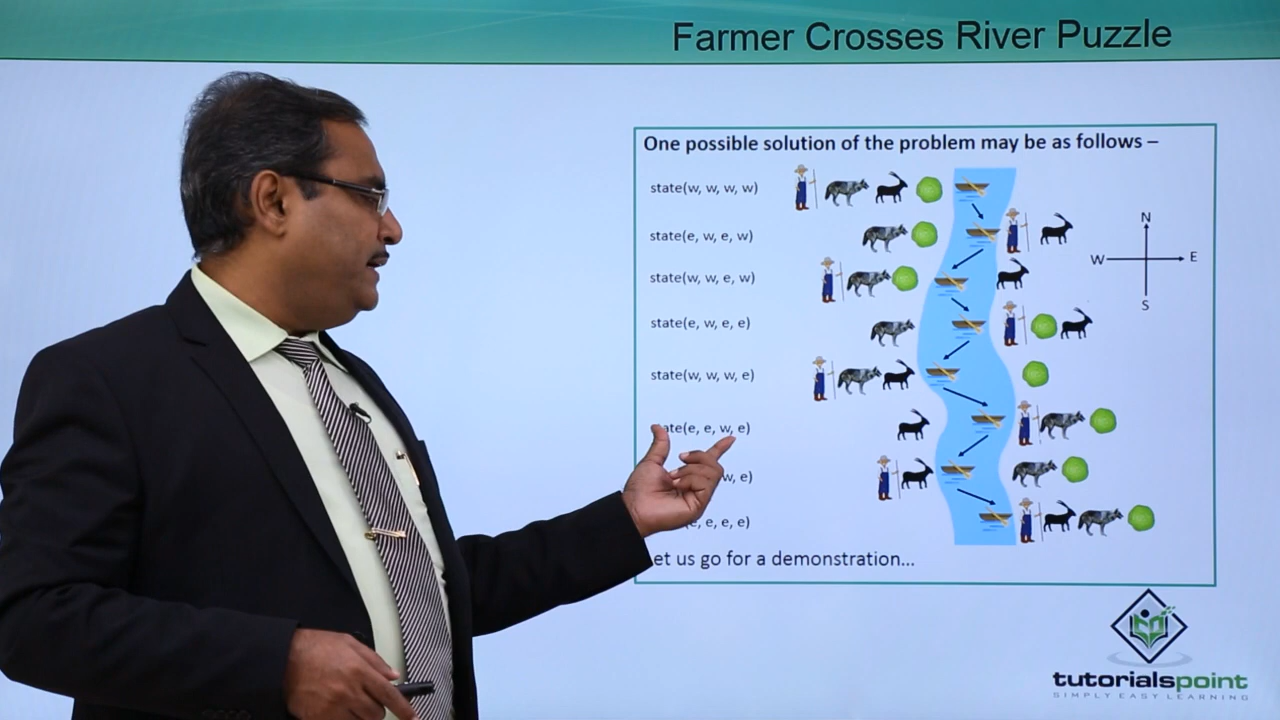 Farmer Crosses River Puzzle
One possible solution of the problem may be as follows –
state(w, w, w, w)
state(e, w, e, w)
state(w, w, e, w)
state(e, w, e, e)
state(w, w, w, e)
ate(e, e, w, e)
w, e)
e, e, e)
et us go for a demonstration...
N
W
E
S
tutorialspoint
SIMPLY EASY LEARNING